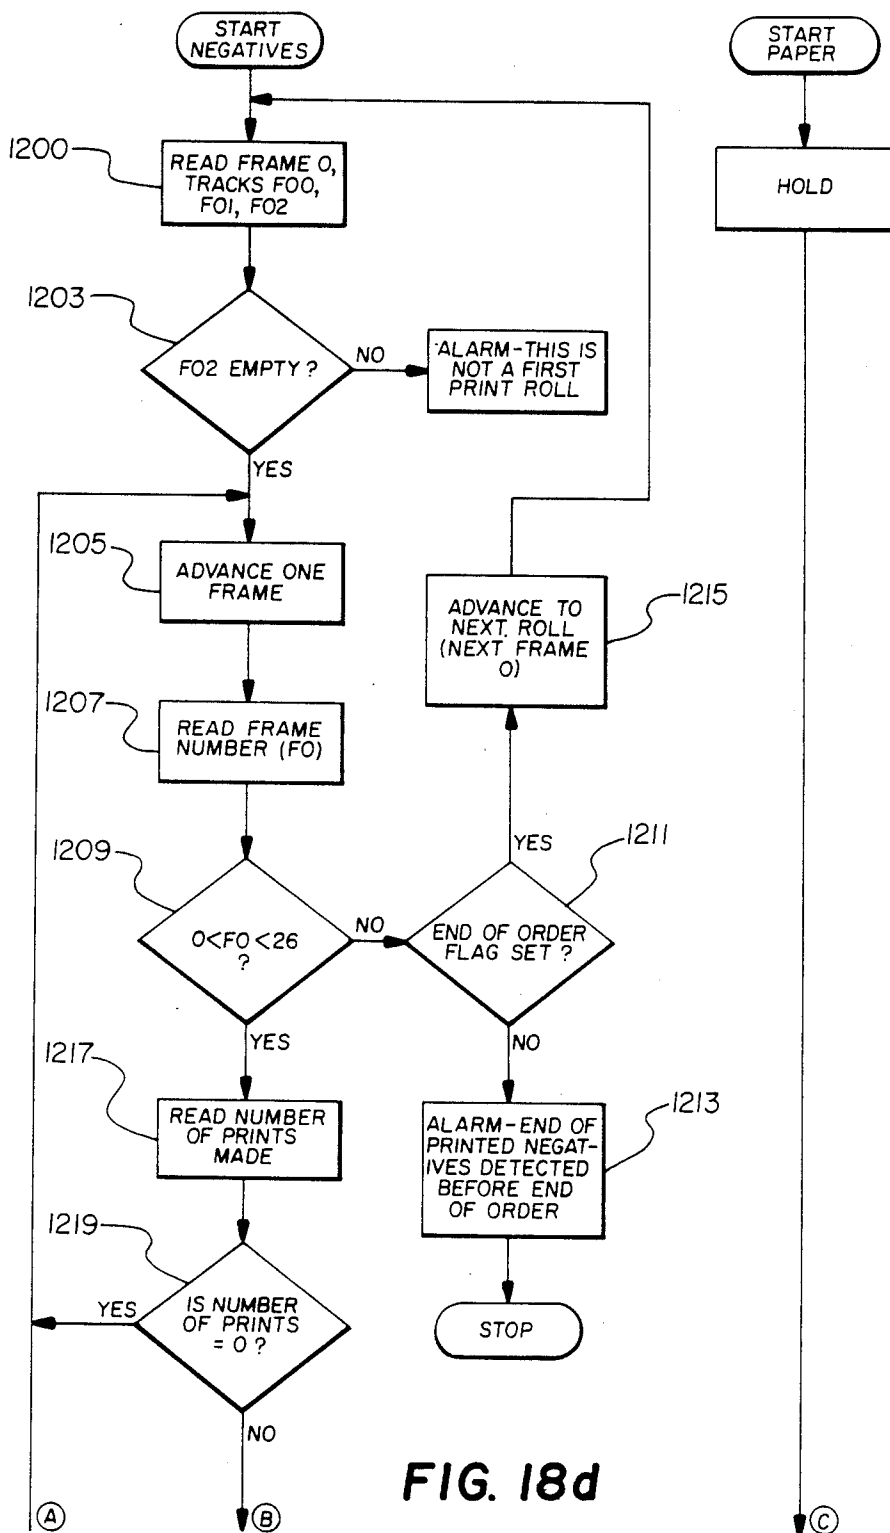 START
NEGATIVES
START
PAPER
1200
READ FRAME 0,
TRACKS F00,
F01, F02
HOLD
1203
F02 EMPTY ?
NO
ALARM-THIS IS
NOT A FIRST
PRINT ROLL
YES
1205
ADVANCE ONE
FRAME
ADVANCE TO
NEXT. ROLL
(NEXT FRAME
0)
1215
1207
READ FRAME
NUMBER (F0)
YES
1211
1209
0<F0<26
?
NO
END OF ORDER
FLAG SET ?
YES
NO
1217
READ NUMBER
OF PRINTS
MADE
ALARM-END OF
PRINTED NEGAT-
IVES DETECTED
BEFORE END
OF ORDER
1213
1219
YES
IS NUMBER
OF PRINTS
= 0 ?
STOP
NO
FIG. 18d
A
B
C